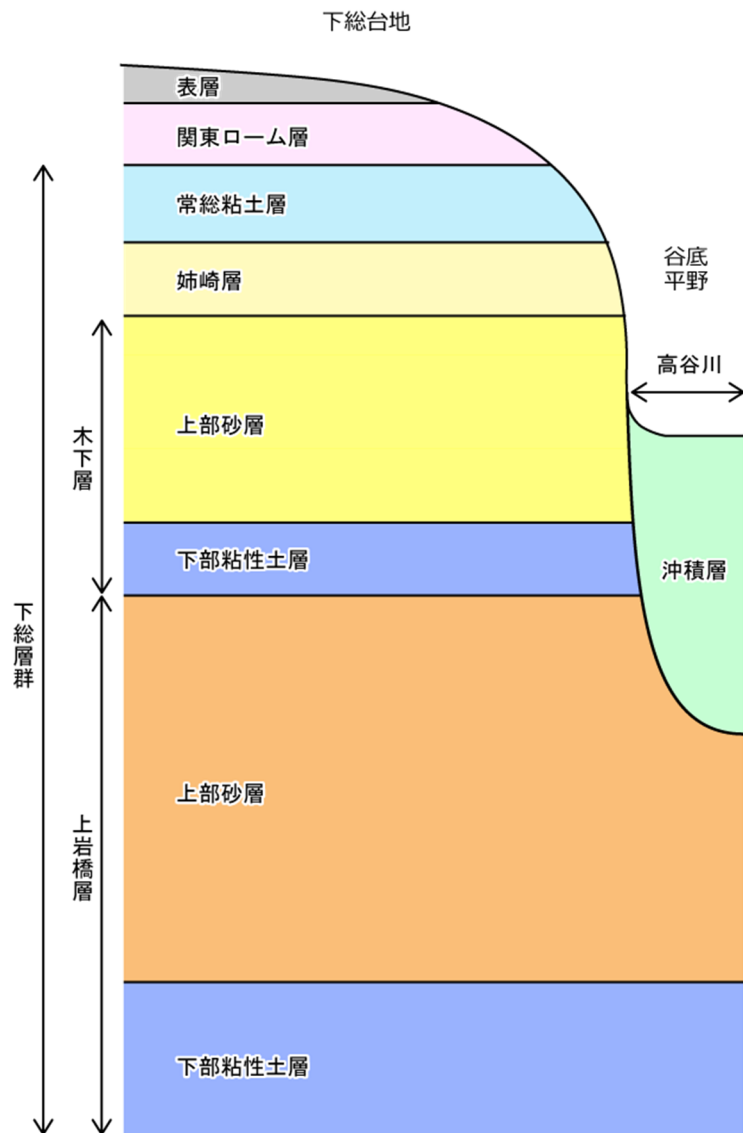 下総台地
表層
関東ローム層
常総粘土層
姉崎層
谷底
平野
高谷川
上部砂層
木下層
下部粘性土層
沖積層
下総層群
上部砂層
上岩橋層
下部粘性土層